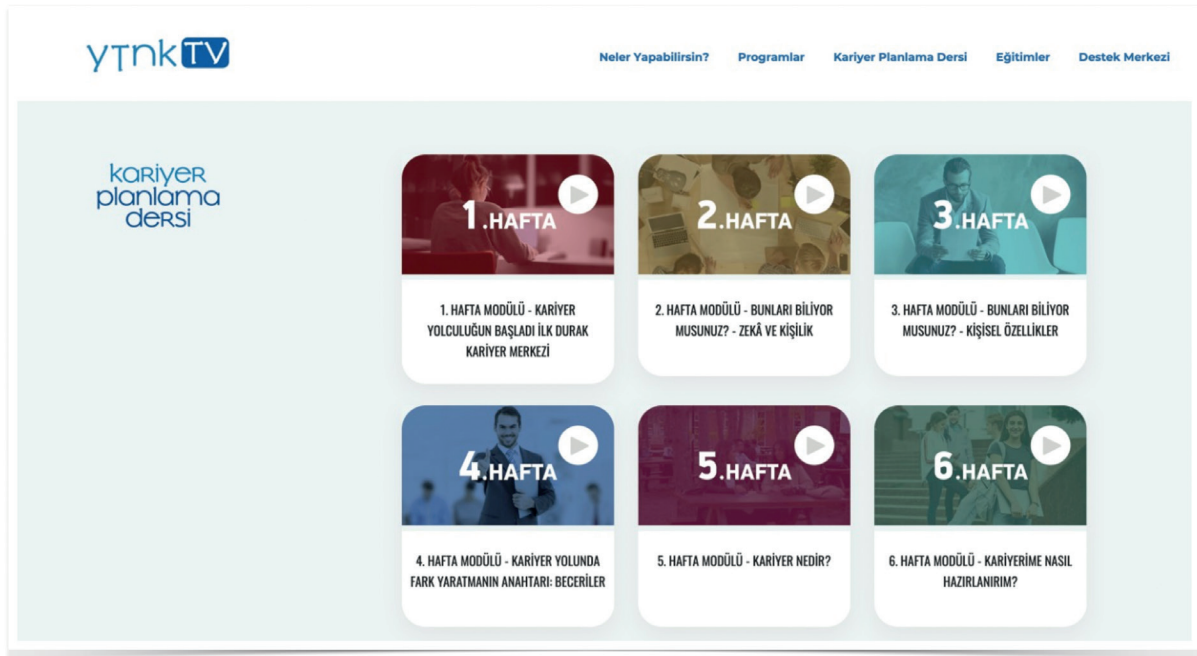 ytnk TV
Neler Yapabilirsin? Programlar Kariyer Planlama Dersi Eğitimler Destek Merkezi
kariyer
planlama
dersi
1.HAFTA
2.HAFTA
3.HAFTA
1. HAFTA MODÜLÜ - KARİYER
YOLCULUĞUN BAŞLADI İLK DURAK
KARİYER MERKEZİ
2. HAFTA MODÜLÜ - BUNLARI BİLİYOR
MUSUNUZ? - ZEKÂ VE KİŞİLİK
3. HAFTA MODÜLÜ - BUNLARI BİLİYOR
MUSUNUZ? - KİŞİSEL ÖZELLİKLER
4.HAFTA
5.HAFTA
6.HAFTA
4. HAFTA MODÜLÜ - KARİYER YOLUNDA
FARK YARATMANIN ANAHTARI: BECERİLER
5. HAFTA MODÜLÜ - KARİYER NEDİR?
6. HAFTA MODÜLÜ - KARİYERİME NASIL
HAZIRLANIRIM?